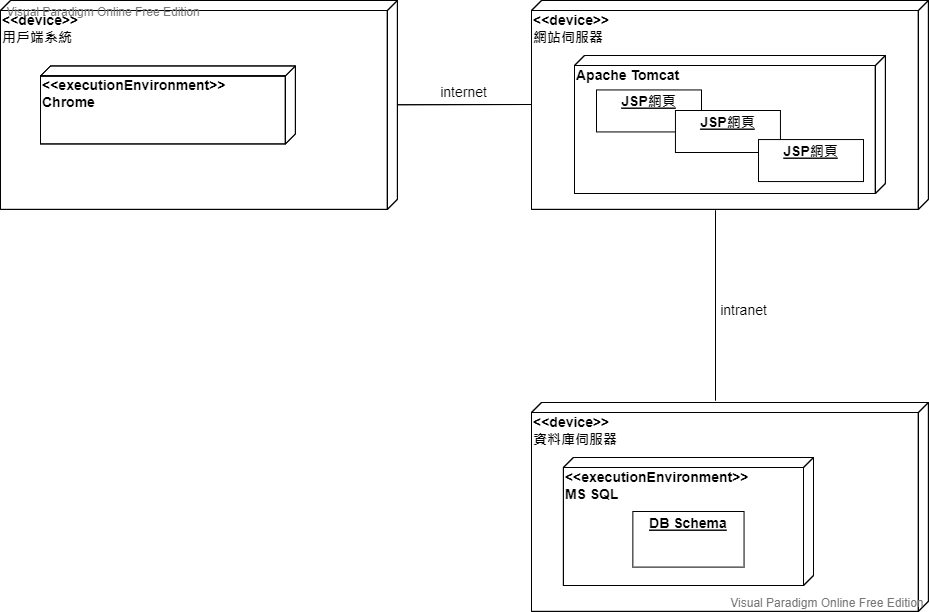 Visual Paradigm Online Free Edition
<<device>>
用戶端系統
<<executionEnvironment>>
Chrome
internet
<<device>>
網站伺服器
Apache Tomcat
JSP網頁
JSP網頁
JSP網頁
intranet
<<device>>
資料庫伺服器
<<executionEnvironment>>
MS SQL
DB Schema
Visual Paradigm Online Free Edition